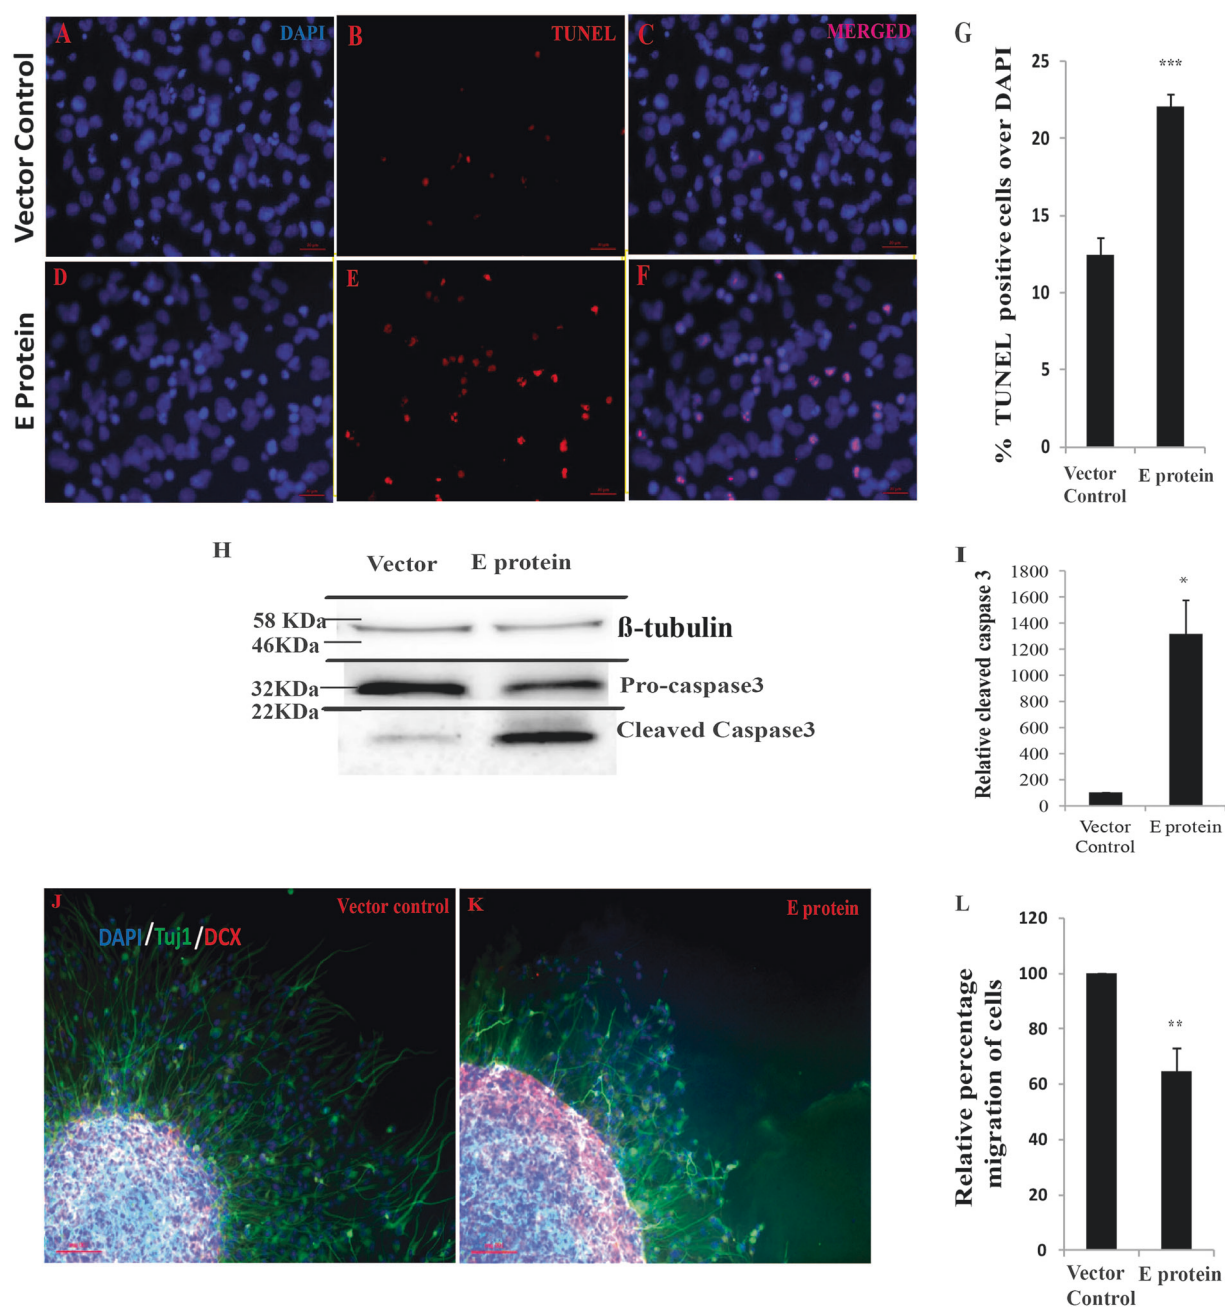 A DAPI
B TUNEL
C MERGED
Vector Control
D
E
F
E Protein
G
% TUNEL positive cells over DAPI
25
20
15
10
5
0
Vector
Control
E protein
***
H
Vector E protein
58 KDa
46KDa
32KDa
22KDa
ß-tubulin
Pro-caspase3
Cleaved Caspase3
I
Relative cleaved caspase 3
1800
1600
1400
1200
1000
800
600
400
200
0
*
Vector
Control
E protein
J Vector control
DAPI/Tuj1/DCX
K E protein
L
Relative percentage
migration of cells
120
100
80
60
40
20
0
**
Vector
Control
E protein